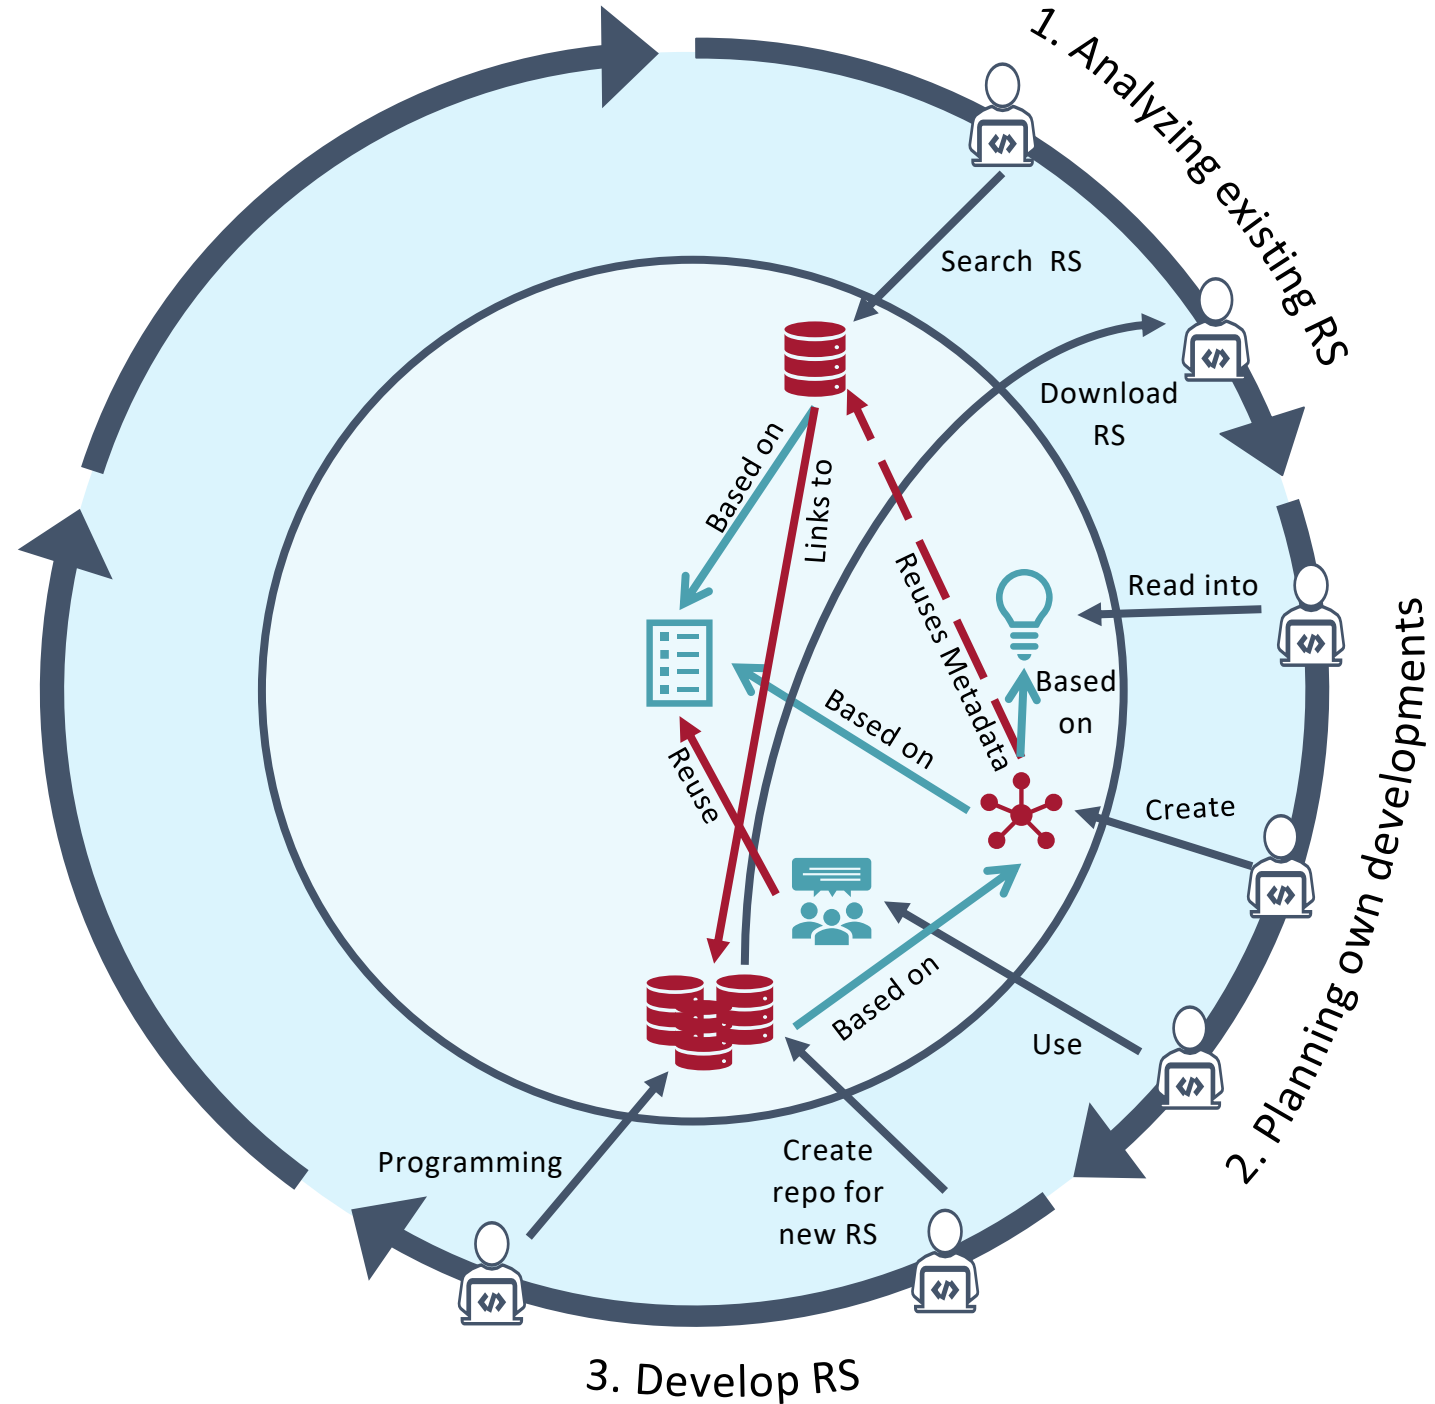 1. Analyzing existing RS
Search RS
Download
RS
Based on
Links to
Reuses Metadata
Read into
Based
on
Based on
Reuse
Create
2. Planning own developments
Based on
Use
Create
repo for
new RS
Programming
3. Develop RS